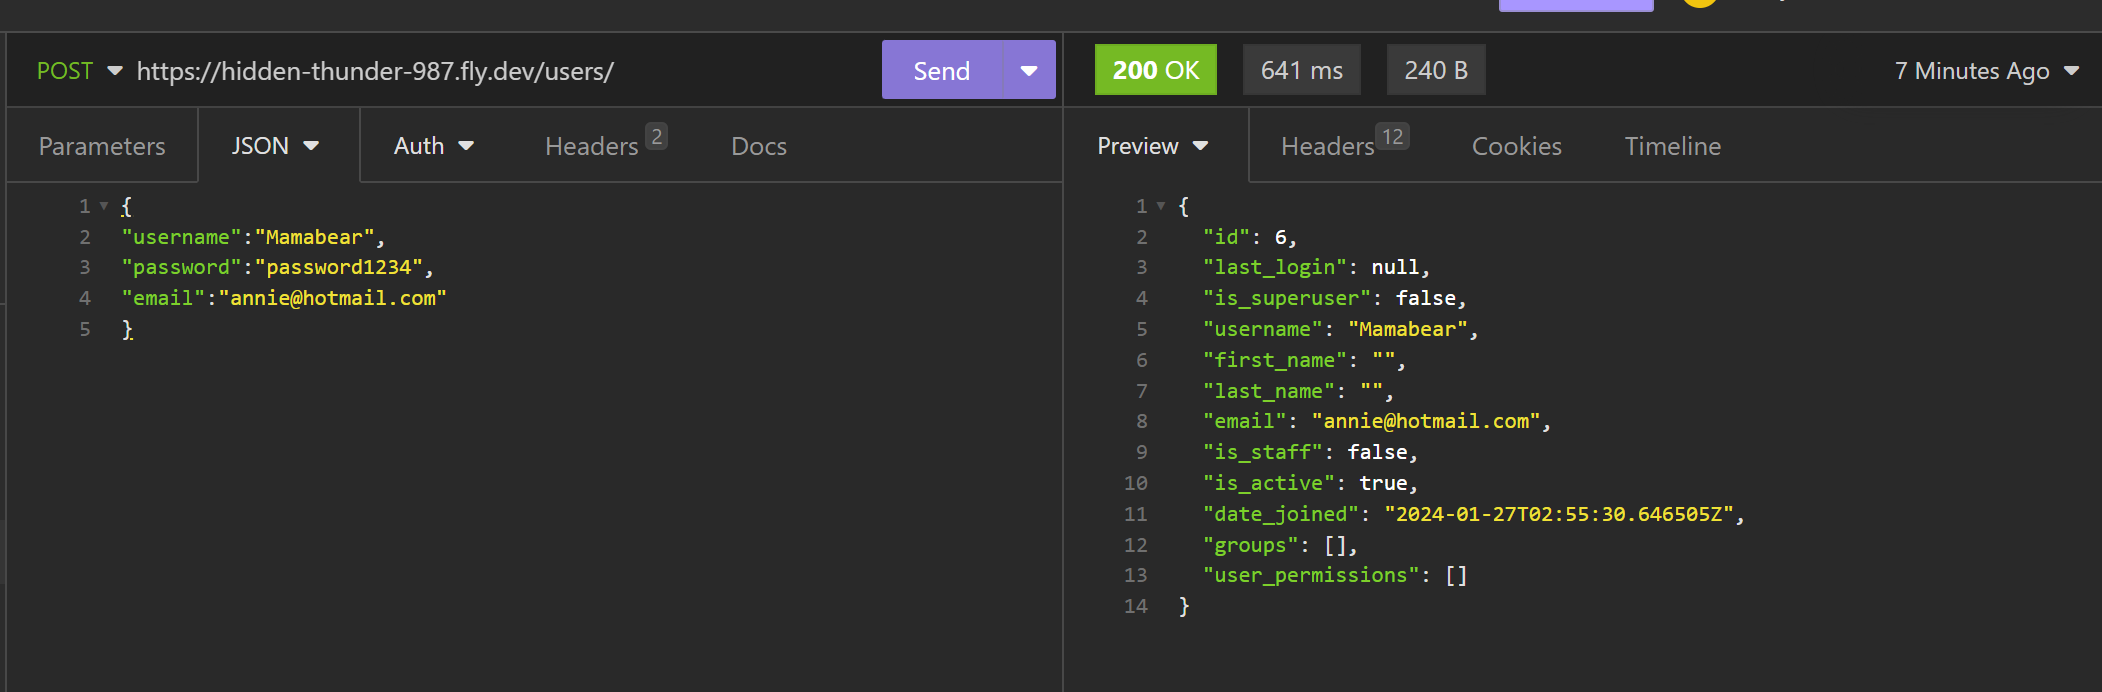 POST https://hidden-thunder-987.fly.dev/users/ Send 200 OK 641 ms 240 B 7 Minutes Ago
Parameters JSON Auth Headers 2 Docs Preview Headers 12 Cookies Timeline
1 {
2 "username":"Mamabear",
3 "password":"password1234",
4 "email":"annie@hotmail.com"
5 }
1 {
2 "id": 6,
3 "last_login": null,
4 "is_superuser": false,
5 "username": "Mamabear",
6 "first_name": "",
7 "last_name": "",
8 "email": "annie@hotmail.com",
9 "is_staff": false,
10 "is_active": true,
11 "date_joined": "2024-01-27T02:55:30.646505Z",
12 "groups": [],
13 "user_permissions": []
14 }